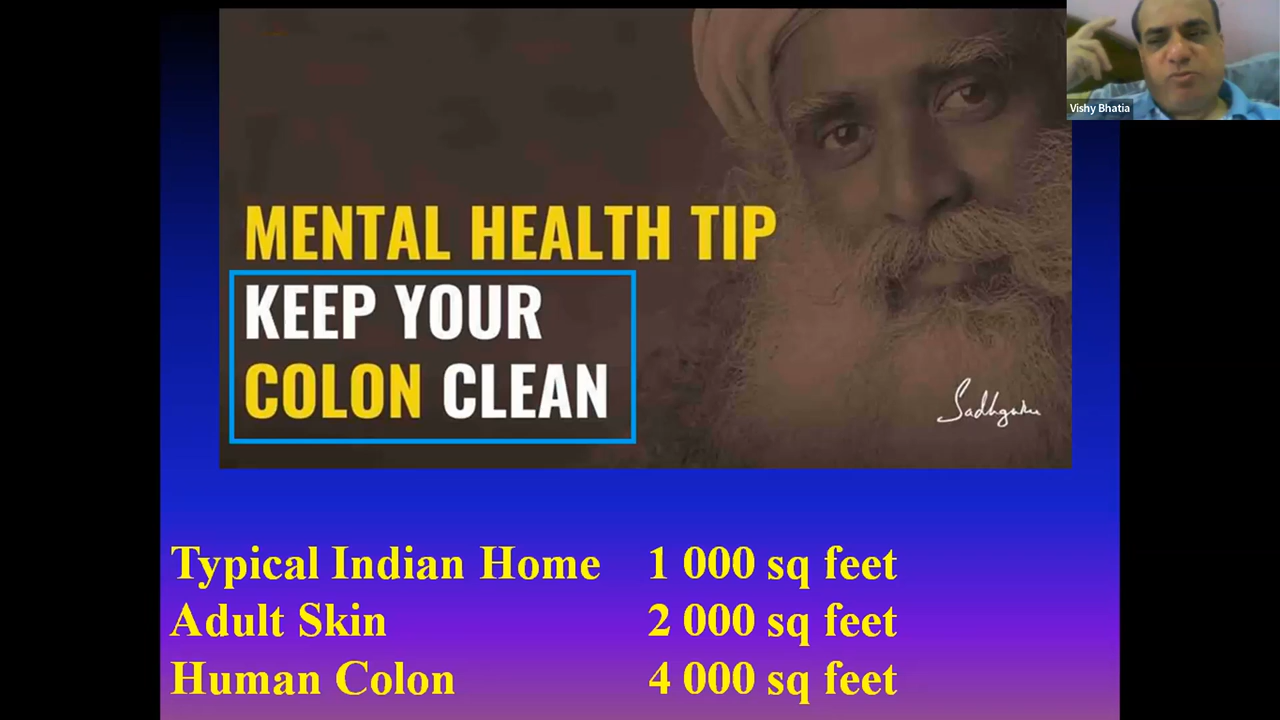 MENTAL HEALTH TIP
KEEP YOUR
COLON CLEAN
Sadhguru
Vishy Bhatia
Typical Indian Home 1 000 sq feet
Adult Skin 2 000 sq feet
Human Colon 4 000 sq feet